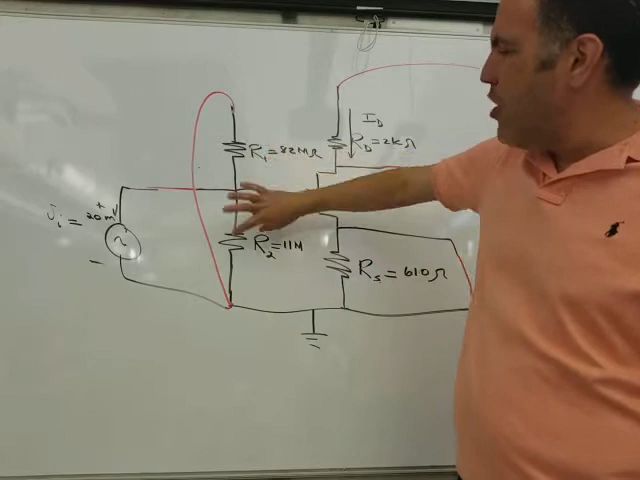 I_D
R_1=82MΩ
R_D=2kΩ
V_i= + 20mV
~
-
R_2=11M
R_s=610Ω